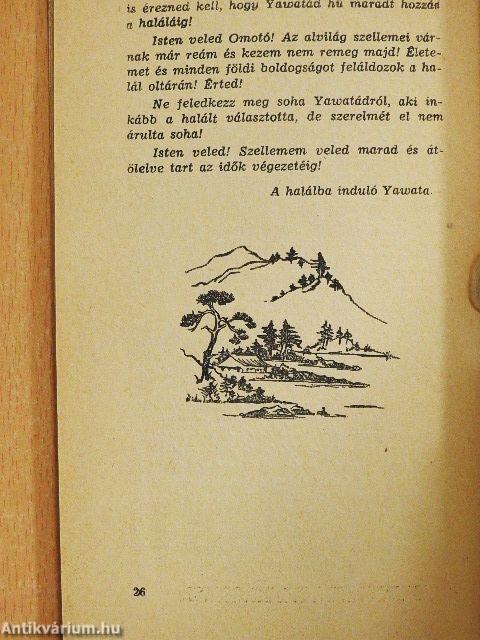 is érezned kell, hogy Yawatád hű maradt hozzád
a haláláig!
Isten veled Omotó! Az alvilág szellemei vár-
nak már reám és kezem nem remeg majd! Élete-
met és minden földi boldogságot feláldozok a ha-
lál oltárán! Érted!
Ne feledkezz meg soha Yawatádról, aki in-
kább a halált választotta, de szerelmét el nem
árulta soha!
Isten veled! Szellemem veled marad és át-
ölelve tart az idők végezetéig!
A halálba induló Yawata.
26
Antikvárium.hu